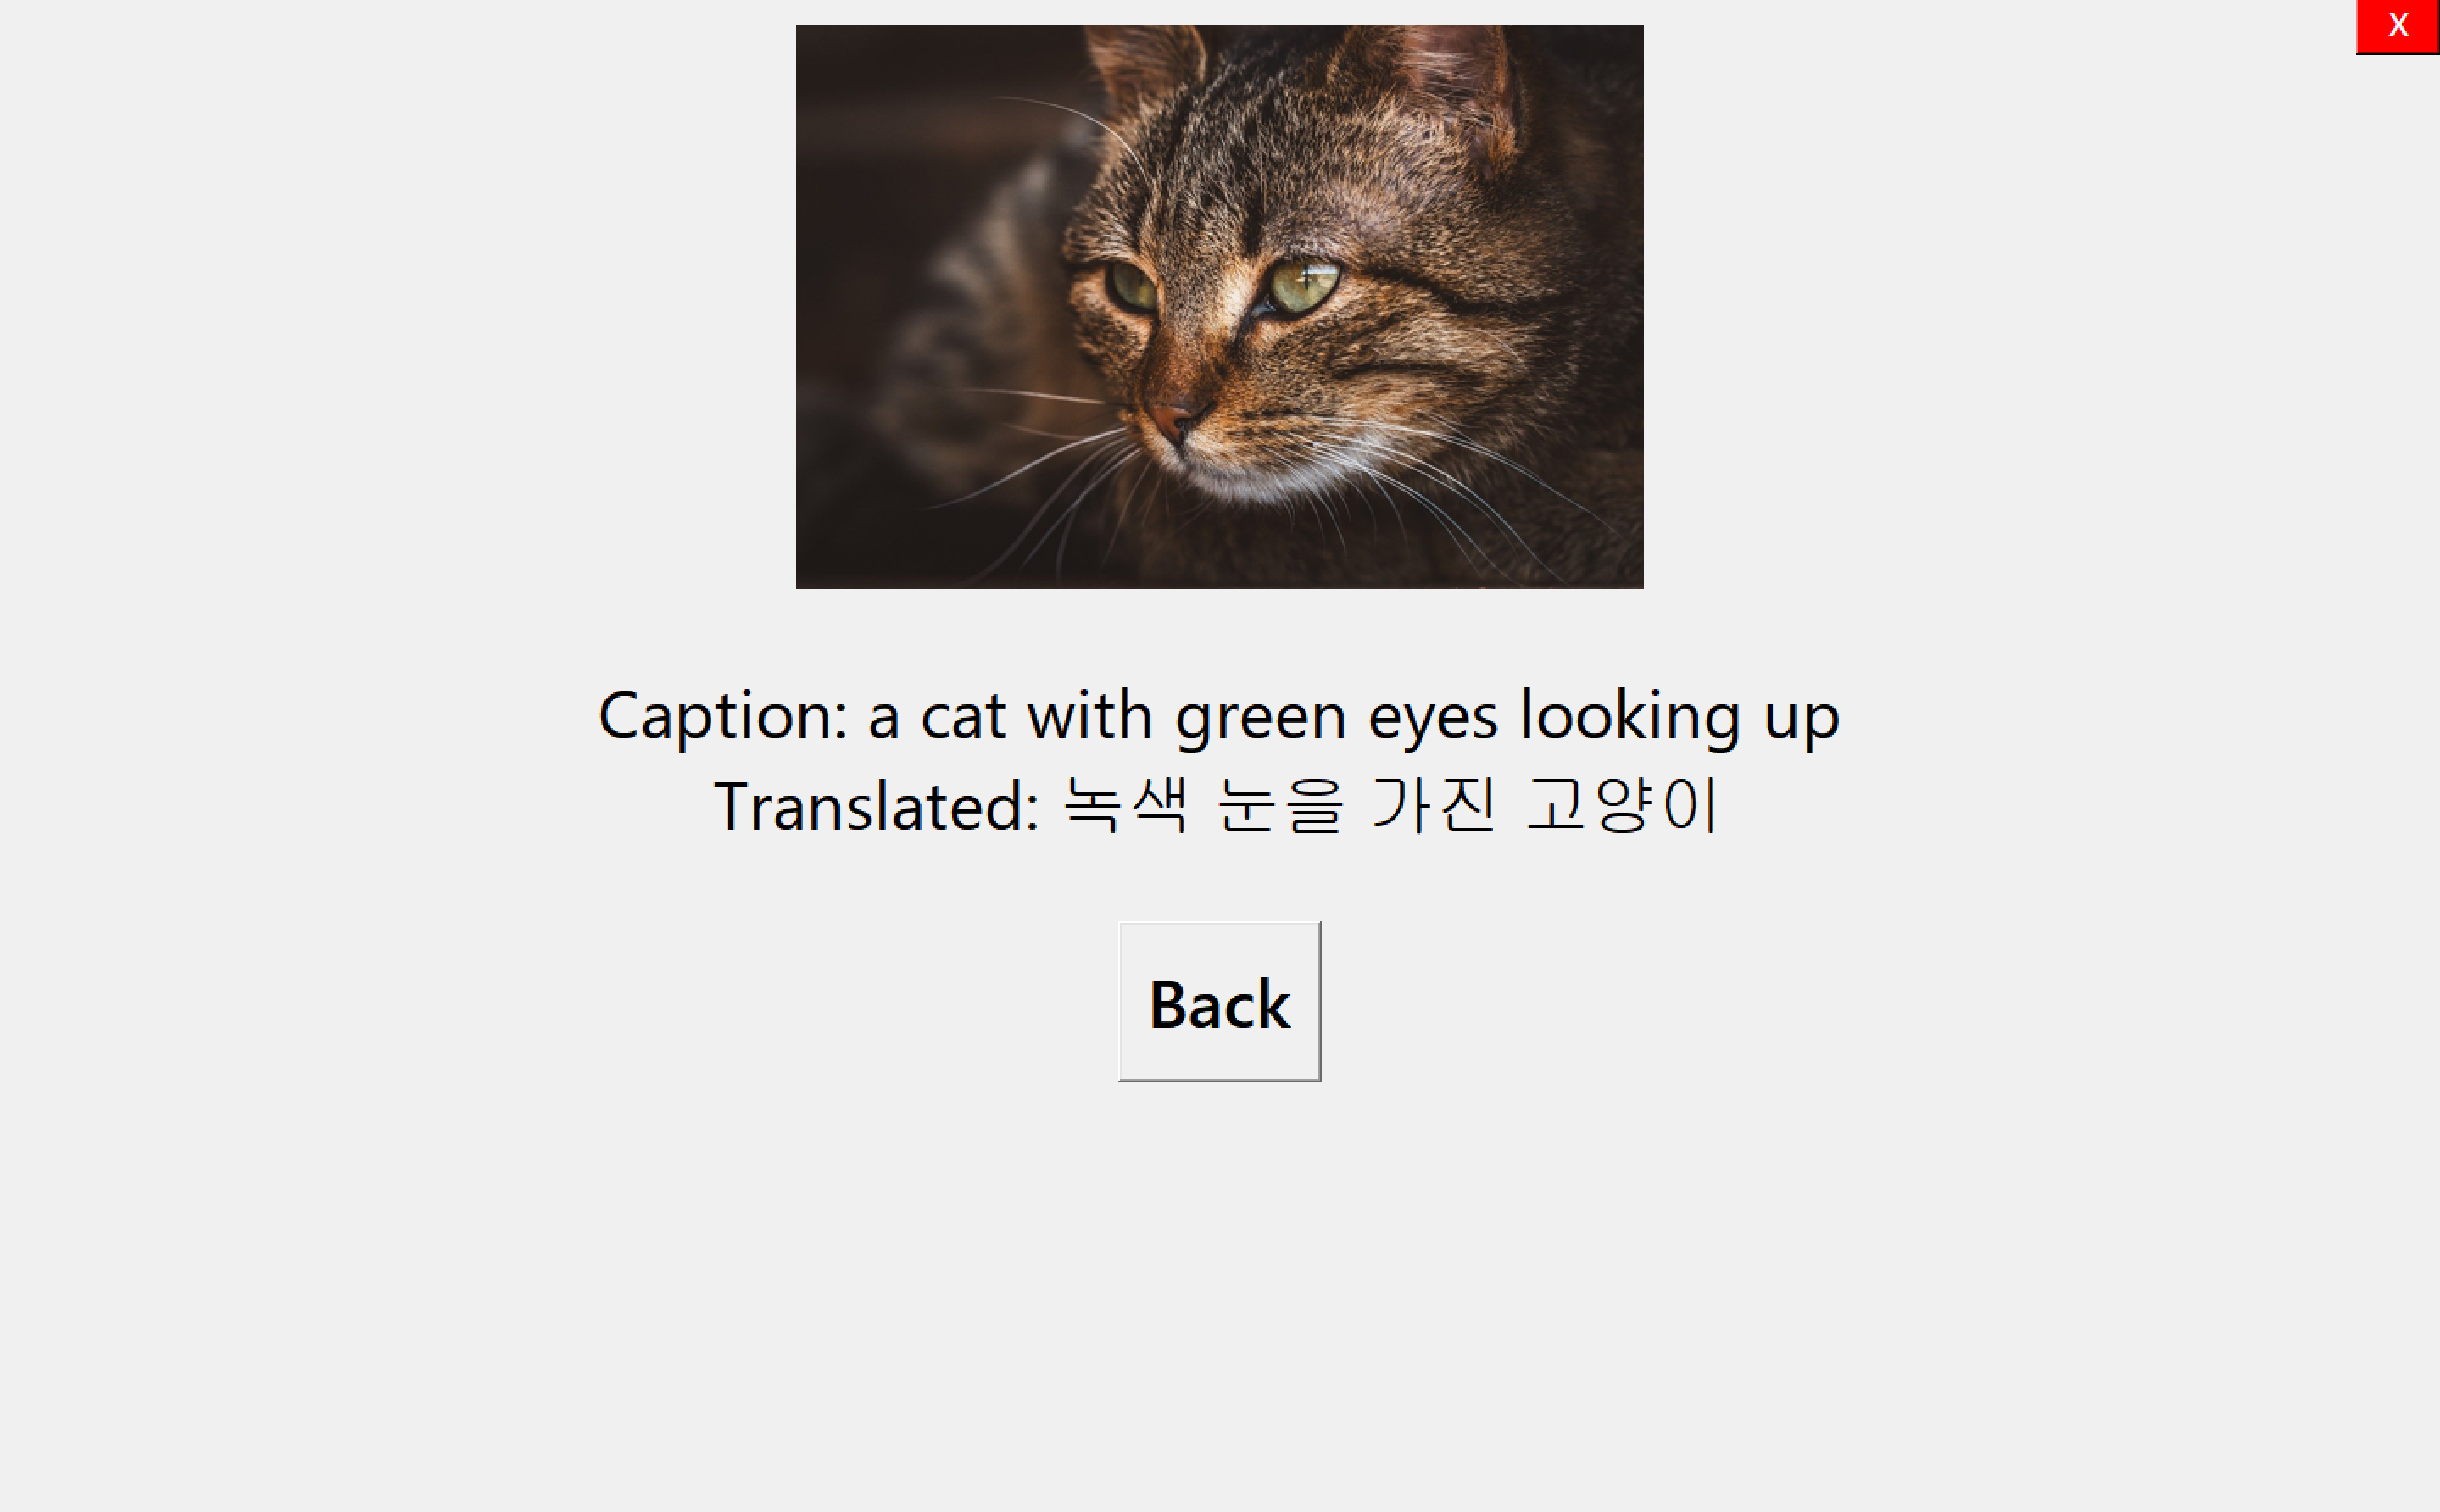 X
Caption: a cat with green eyes looking up
Translated: 녹색 눈을 가진 고양이
Back